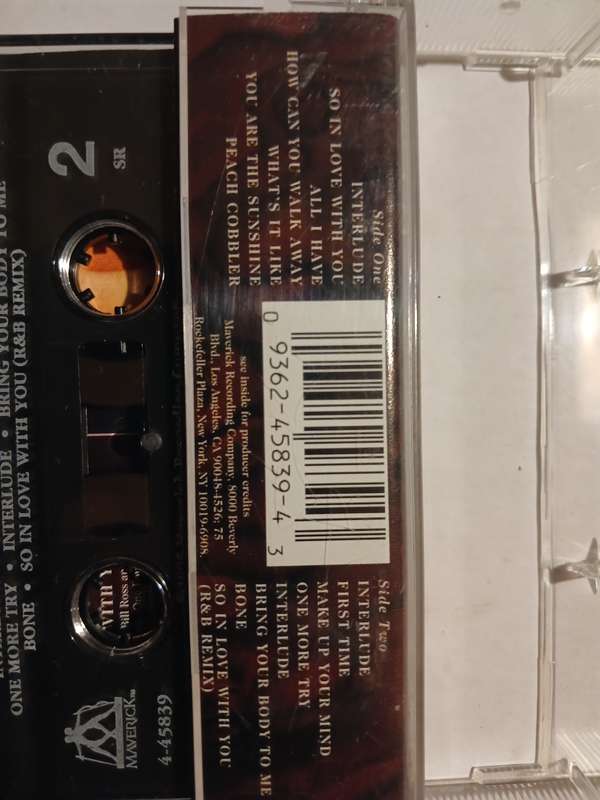 Side One
INTERLUDE
SO IN LOVE WITH YOU
ALL I HAVE
HOW CAN YOU WALK AWAY
WHAT'S IT LIKE
YOU ARE THE SUNSHINE
PEACH COBBLER
0 9362-45839-4 3
see inside for producer credits
Maverick Recording Company, 8000 Beverly
Blvd., Los Angeles, CA 90048-4526; 75
Rockefeller Plaza, New York, NY 10019-6908.
Side Two
INTERLUDE
FIRST TIME
MAKE UP YOUR MIND
ONE MORE TRY
INTERLUDE
BRING YOUR BODY TO ME
BONE
SO IN LOVE WITH YOU
(R&B REMIX)
2
SR
MAVERICK™
4-45839
ONE MORE TRY • INTERLUDE • BRING YOUR BODY TO ME
BONE • SO IN LOVE WITH YOU (R&B REMIX)
Bill Ross